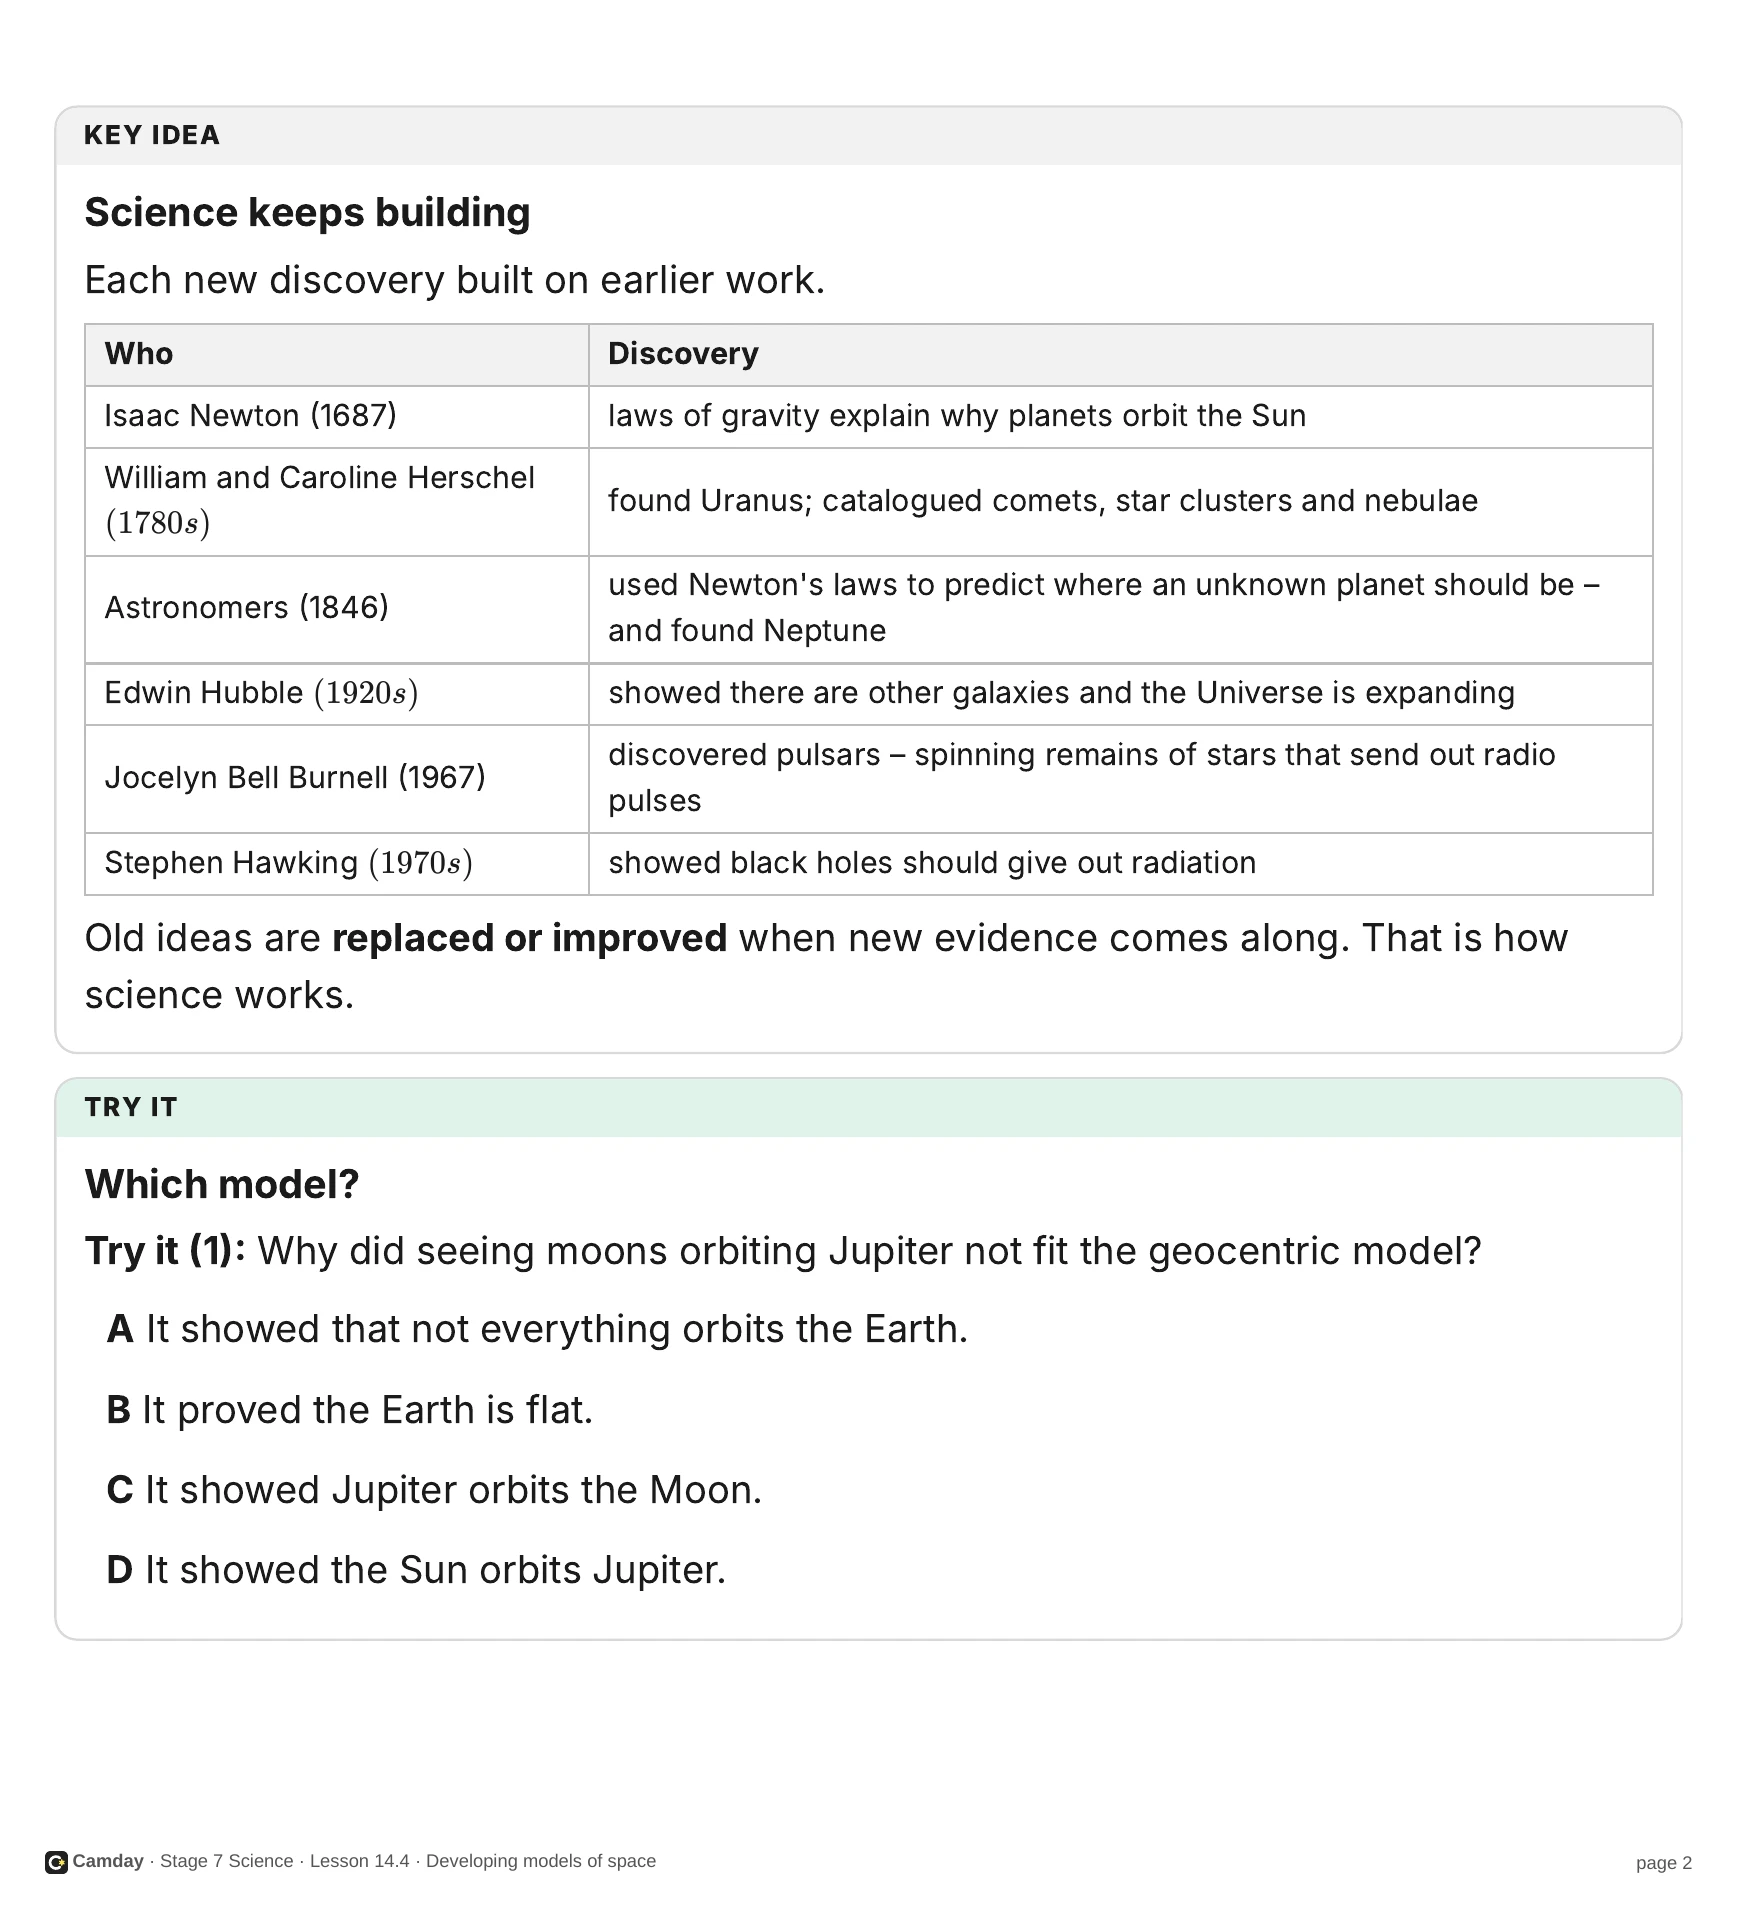 KEY IDEA
Science keeps building
Each new discovery built on earlier work.
Who Discovery
Isaac Newton (1687) laws of gravity explain why planets orbit the Sun
William and Caroline Herschel
(1780s)
found Uranus; catalogued comets, star clusters and nebulae
Astronomers (1846)
used Newton's laws to predict where an unknown planet should be –
and found Neptune
Edwin Hubble (1920s) showed there are other galaxies and the Universe is expanding
Jocelyn Bell Burnell (1967)
discovered pulsars – spinning remains of stars that send out radio
pulses
Stephen Hawking (1970s) showed black holes should give out radiation
Old ideas are replaced or improved when new evidence comes along. That is how
science works.
TRY IT
Which model?
Try it (1): Why did seeing moons orbiting Jupiter not fit the geocentric model?
A It showed that not everything orbits the Earth.
B It proved the Earth is flat.
C It showed Jupiter orbits the Moon.
D It showed the Sun orbits Jupiter.
Camday · Stage 7 Science · Lesson 14.4 · Developing models of space page 2